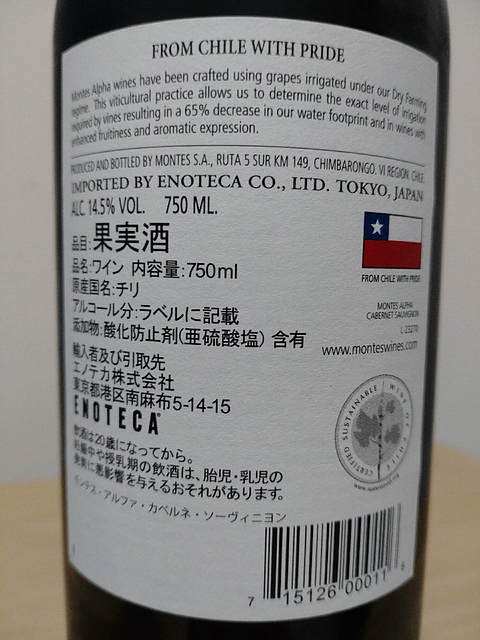 FROM CHILE WITH PRIDE
Montes Alpha wines have been crafted using grapes irrigated under our Dry Farming
regime. This viticultural practice allows us to determine the exact level of irrigation
required by vines resulting in a 65% decrease in our water footprint and in wines with
enhanced fruitiness and aromatic expression.
PRODUCED AND BOTTLED BY MONTES S.A., RUTA 5 SUR KM 149, CHIMBARONGO. VI REGION. CHILE.
IMPORTED BY ENOTECA CO., LTD. TOKYO, JAPAN
ALC. 14.5% VOL. 750 ML.
品目:果実酒
品名:ワイン 内容量:750ml
原産国名:チリ
アルコール分:ラベルに記載
添加物:酸化防止剤(亜硫酸塩) 含有
輸入者及び引取先
エノテカ株式会社
東京都港区南麻布5-14-15
ENOTECA
飲酒は20歳になってから。
妊娠中や授乳期の飲酒は、胎児・乳児の
発育に悪影響を与えるおそれがあります。
モンテス・アルファ・カベルネ・ソーヴィニヨン
FROM CHILE WITH PRIDE
MONTES ALPHA
CABERNET SAUVIGNON
L 23270
www.monteswines.com
CERTIFIED SUSTAINABLE WINE OF CHILE
7 15126 00011 6